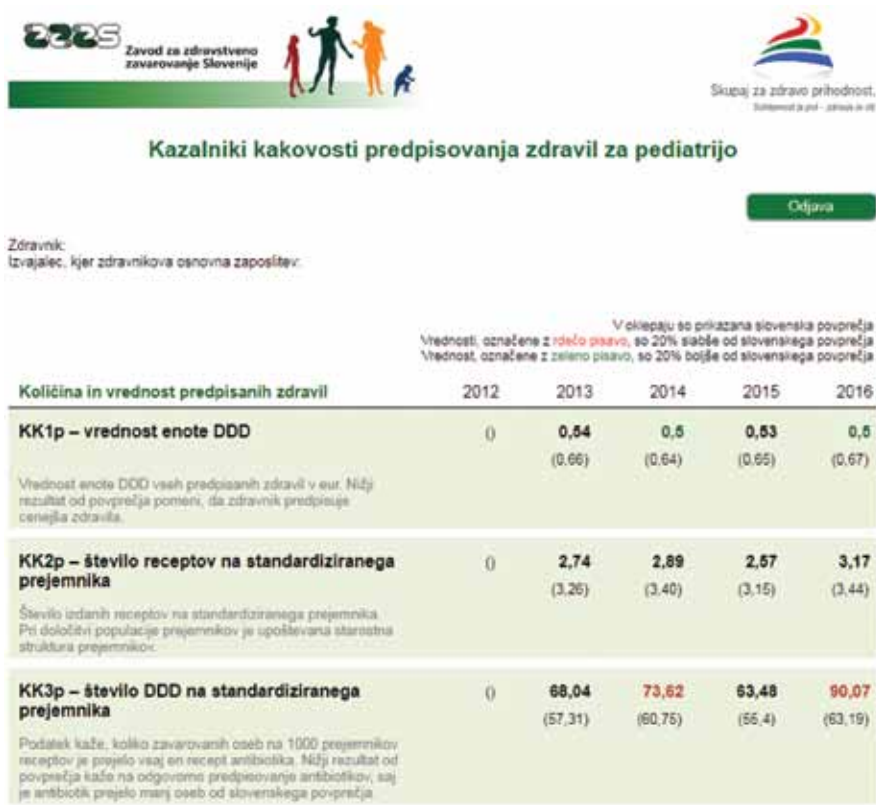 ZZZS
Zavod za zdravstveno
zavarovanje Slovenije
Skupaj za zdravo prihodnost.
Kazalniki kakovosti predpisovanja zdravil za pediatrijo
Odjava
Zdravnik:
Izvajalec, kjer zdravnikova osnovna zaposlitev:
V oklepaju so prikazana slovenska povprečja
Vrednosti, označene z rdečo pisavo, so 20% slabše od slovenskega povprečja
Vrednost, označene z zeleno pisavo, so 20% boljše od slovenskega povprečja
Količina in vrednost predpisanih zdravil 2012 2013 2014 2015 2016
KK1p – vrednost enote DDD () 0,54 0,5 0,53 0,5
(0,66) (0,64) (0,65) (0,67)
Vrednost enote DDD vseh predpisanih zdravil v eur. Nižji
rezultat od povprečja pomeni, da zdravnik predpisuje
cenejša zdravila.
KK2p – število receptov na standardiziranega
prejemnika () 2,74 2,89 2,57 3,17
(3,26) (3,40) (3,15) (3,44)
Število izdanih receptov na standardiziranega prejemnika.
Pri določitvi populacije prejemnikov je upoštevana starostna
struktura prejemnikov.
KK3p – število DDD na standardiziranega
prejemnika () 68,04 73,62 63,48 90,07
(57,31) (60,75) (55,4) (63,19)
Podatek kaže, koliko zavarovanih oseb na 1000 prejemnikov
receptov je prejelo vsaj en recept antibiotika. Nižji rezultat od
povprečja kaže na odgovorno predpisovanje antibiotikov, saj
je antibiotik prejelo manj oseb od slovenskega povprečja